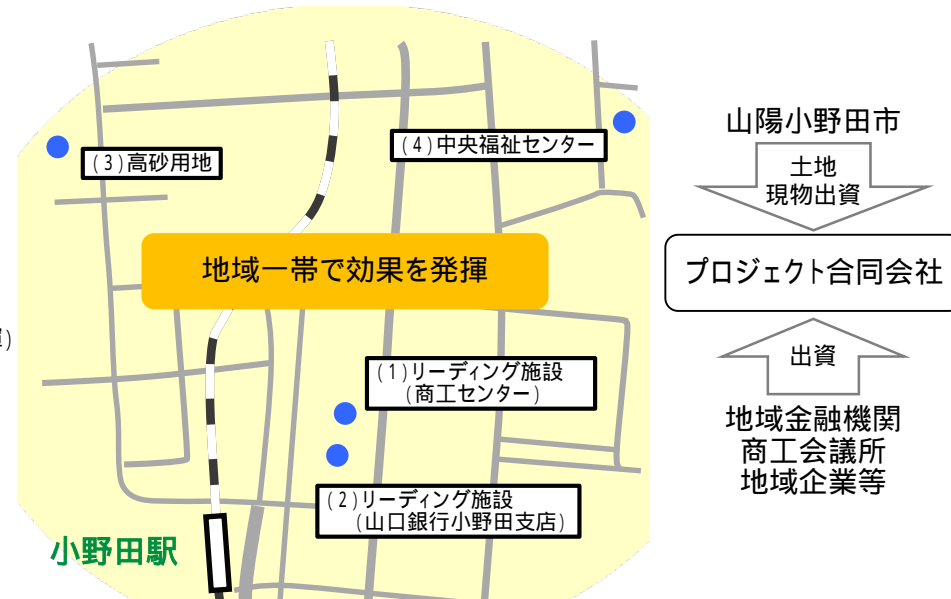 (3)高砂用地
(4)中央福祉センター
地域一帯で効果を発揮
(1)リーディング施設
(商工センター)
(2)リーディング施設
(山口銀行小野田支店)
小野田駅
山陽小野田市
土地
現物出資
プロジェクト合同会社
出資
地域金融機関
商工会議所
地域企業等